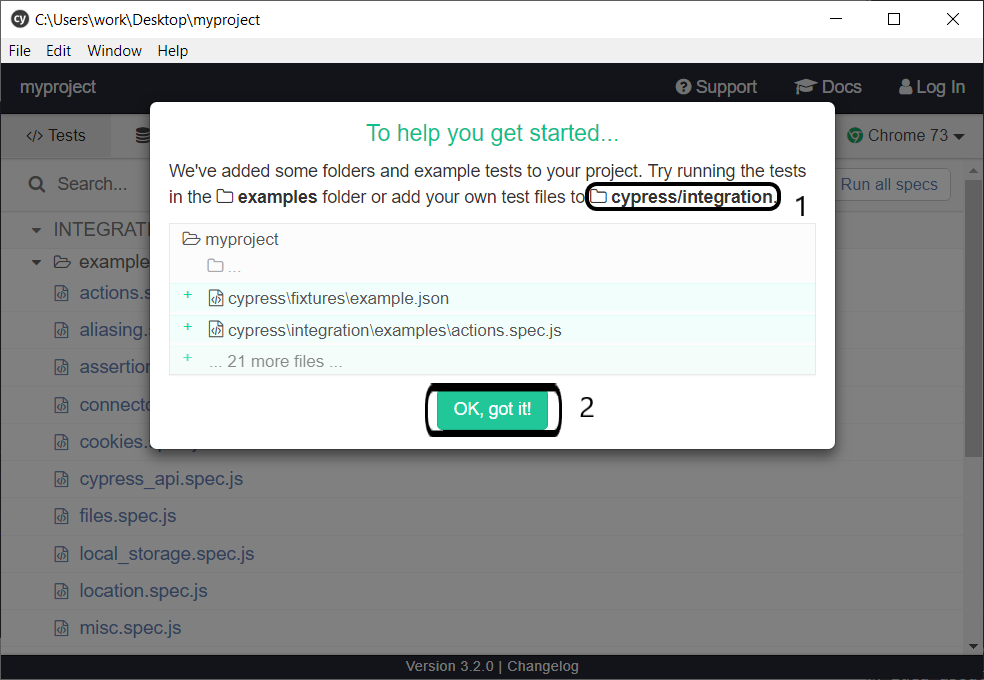 cy C:\Users\work\Desktop\myproject
File Edit Window Help
myproject Support Docs Log In
</> Tests Chrome 73
To help you get started...
We've added some folders and example tests to your project. Try running the tests
in the examples folder or add your own test files to cypress/integration. 1
Search... Run all specs
myproject
...
+ cypress\fixtures\example.json
+ cypress\integration\examples\actions.spec.js
+ ... 21 more files ...
OK, got it! 2
example
actions.s
aliasing.
assertion
cookies.
cypress_api.spec.js
files.spec.js
local_storage.spec.js
location.spec.js
misc.spec.js
Version 3.2.0 | Changelog